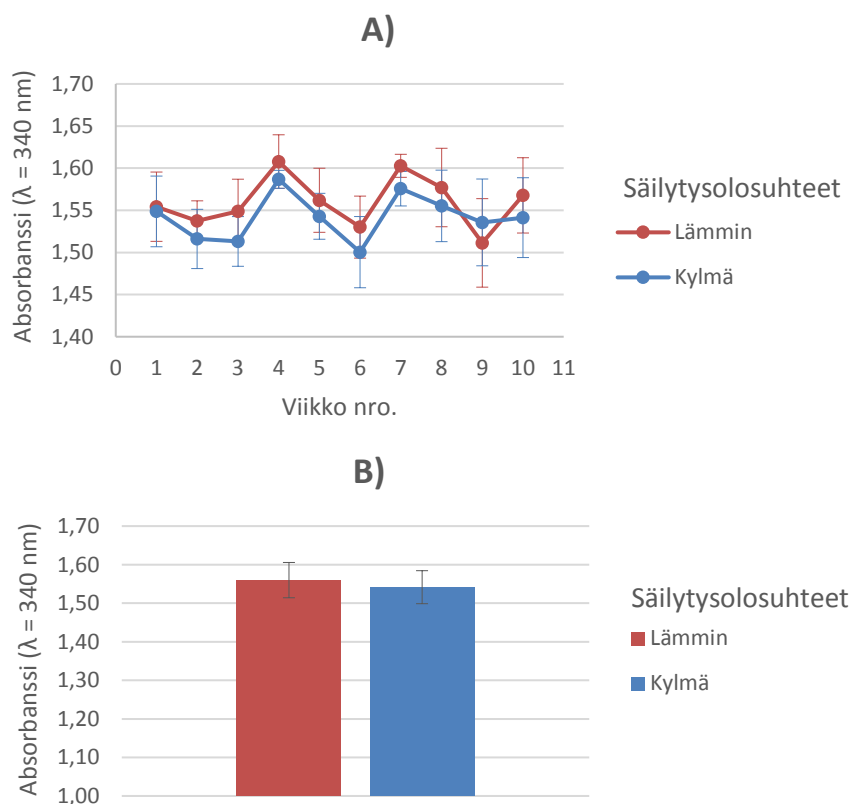 A)
Absorbanssi (λ = 340 nm)
1,70
1,65
1,60
1,55
1,50
1,45
1,40
0 1 2 3 4 5 6 7 8 9 10 11
Viikko nro.
Säilytysolosuhteet
Lämmin
Kylmä
B)
Absorbanssi (λ = 340 nm)
1,70
1,60
1,50
1,40
1,30
1,20
1,10
1,00
Säilytysolosuhteet
Lämmin
Kylmä